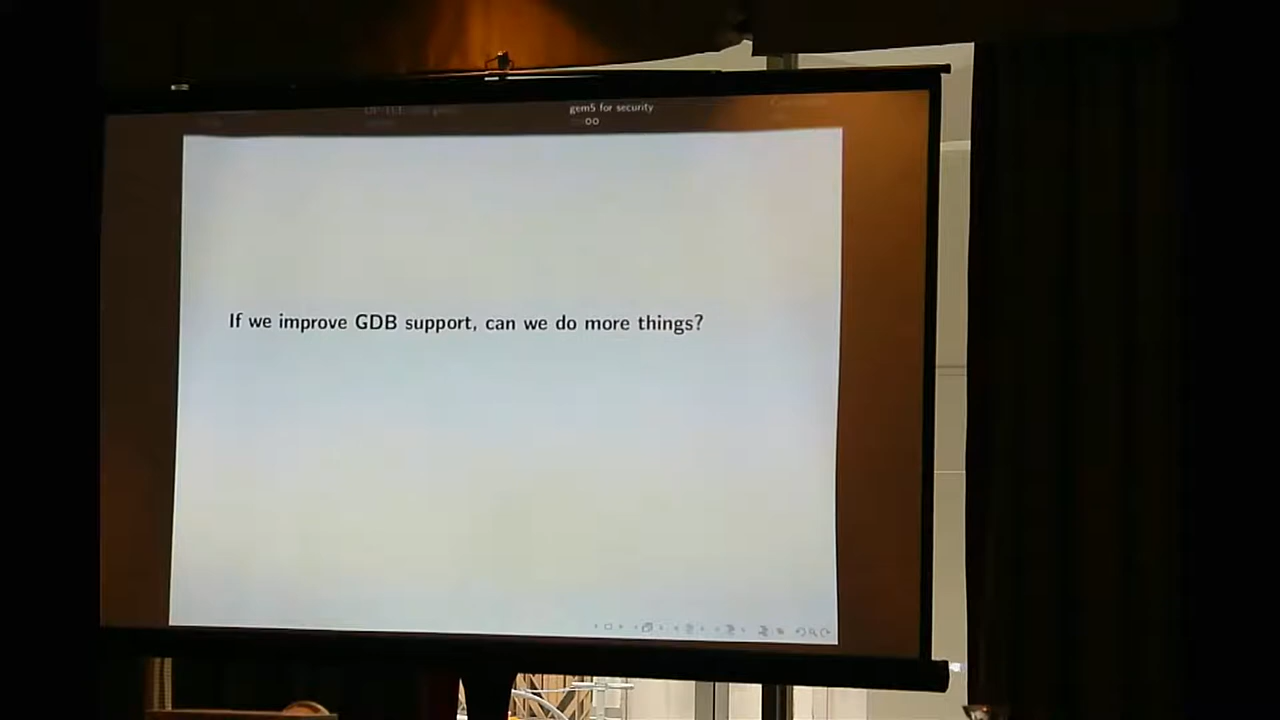 gem5 for security
If we improve GDB support, can we do more things?